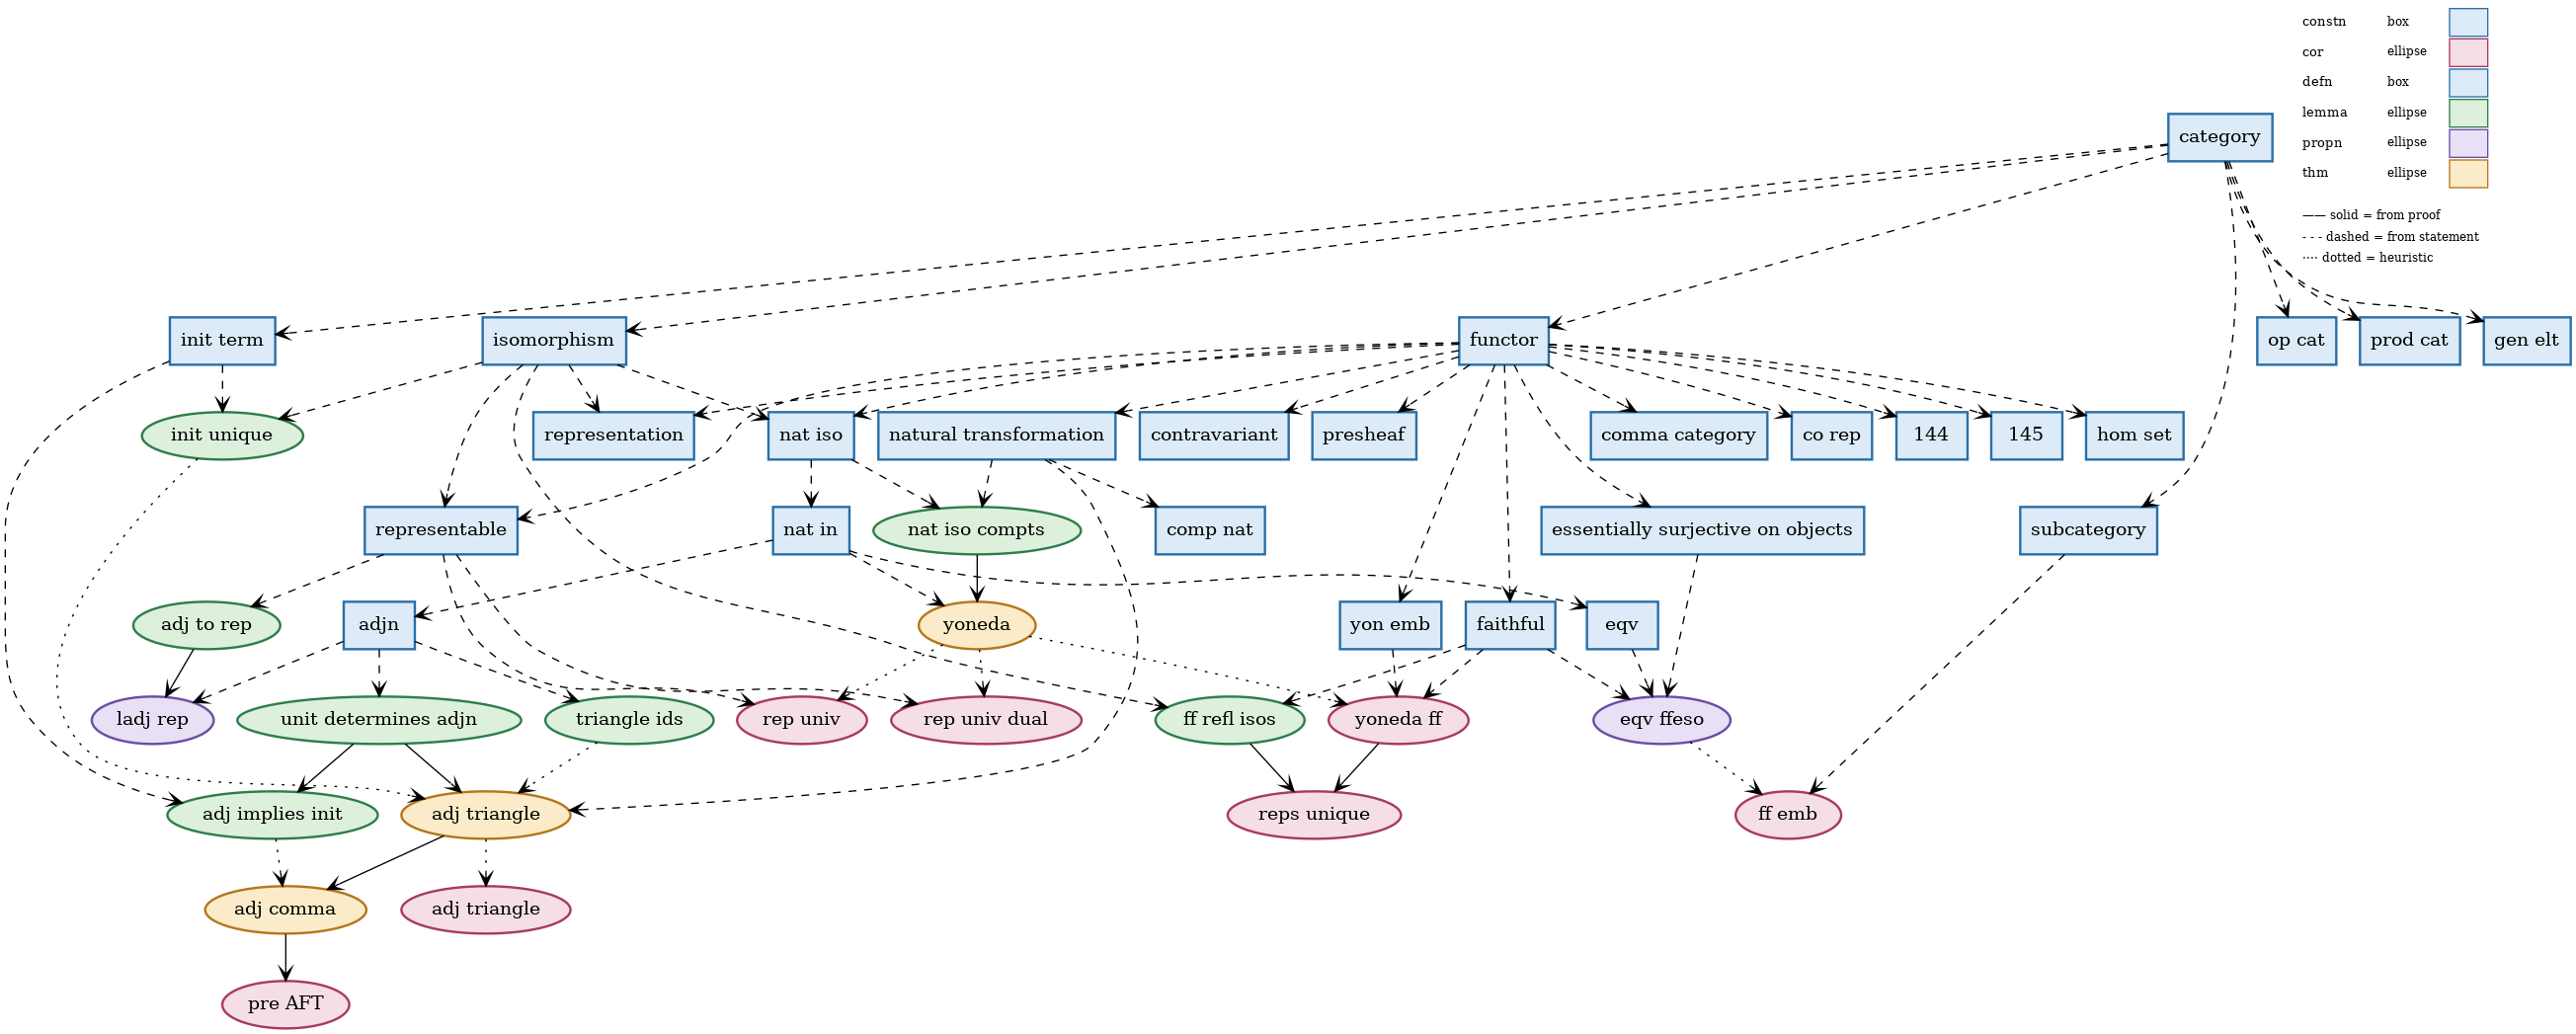 constn box
cor ellipse
defn box
lemma ellipse
propn ellipse
thm ellipse
—— solid = from proof
- - - dashed = from statement
···· dotted = heuristic
category
init term
isomorphism
functor
op cat
prod cat
gen elt
init unique
representation
nat iso
natural transformation
contravariant
presheaf
comma category
co rep
144
145
hom set
representable
nat in
nat iso compts
comp nat
essentially surjective on objects
subcategory
adj to rep
adjn
yoneda
yon emb
faithful
eqv
ladj rep
unit determines adjn
triangle ids
rep univ
rep univ dual
ff refl isos
yoneda ff
eqv ffeso
adj implies init
adj triangle
reps unique
ff emb
adj comma
adj triangle
pre AFT